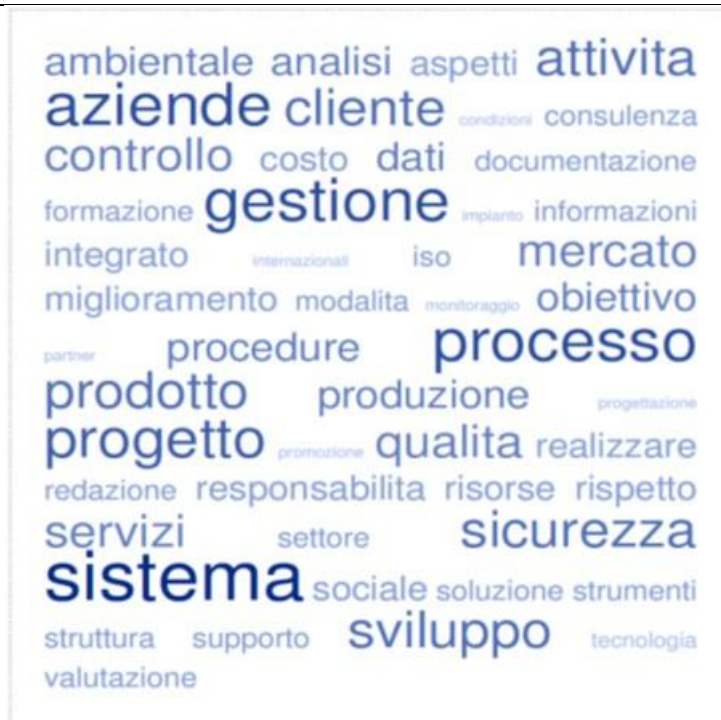 ambientale analisi aspetti attivita
aziende cliente condizioni consulenza
controllo costo dati documentazione
formazione gestione impianto informazioni
integrato internazionali iso mercato
miglioramento modalita monitoraggio obiettivo
partner procedure processo
prodotto produzione progettazione
progetto promozione qualita realizzare
redazione responsabilita risorse rispetto
servizi settore sicurezza
sistema sociale soluzione strumenti
struttura supporto sviluppo tecnologia
valutazione